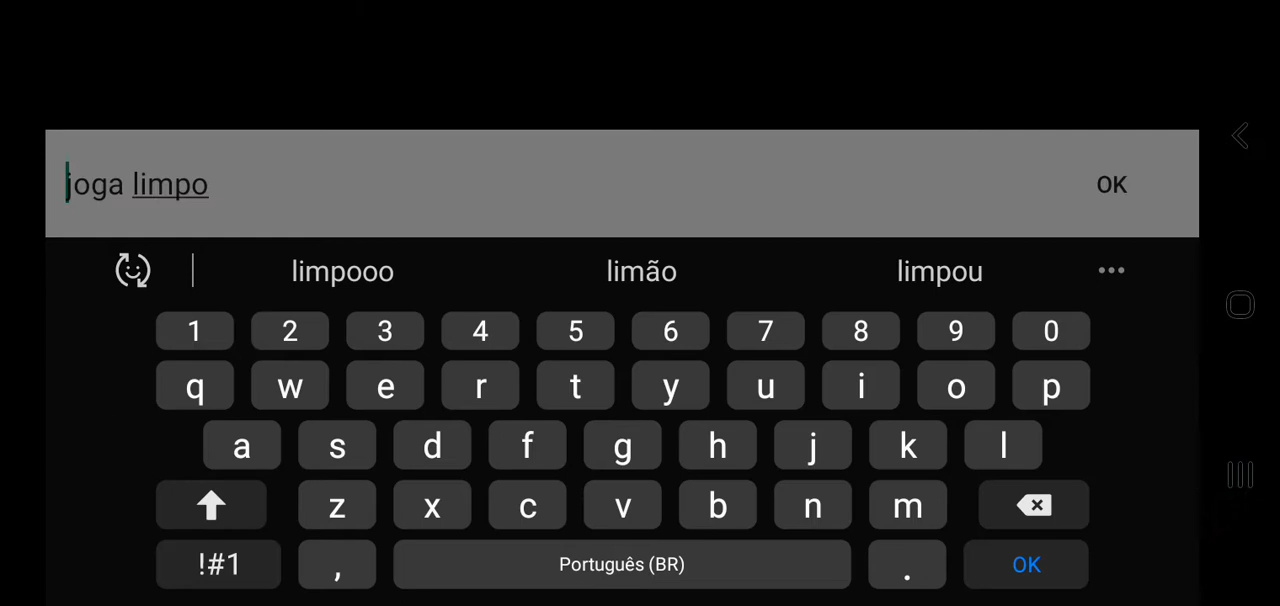 joga limpo OK
limpooo limão limpou
1 2 3 4 5 6 7 8 9 0
q w e r t y u i o p
a s d f g h j k l
z x c v b n m
!#1 , Português (BR) . OK